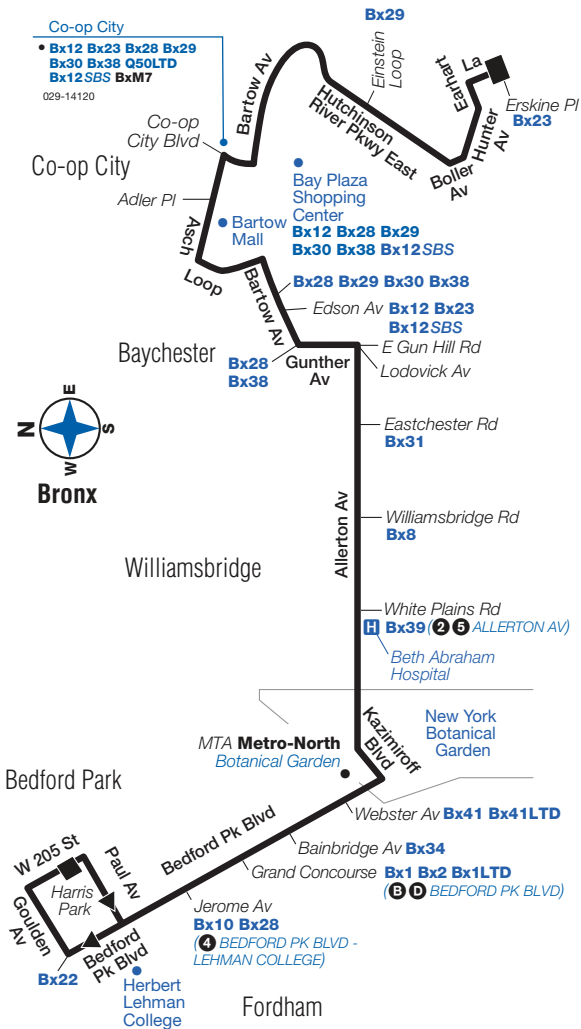 Bx29
Co-op City
• Bx12 Bx23 Bx28 Bx29
Bx30 Bx38 Q50LTD
Bx12SBS BxM7
029-14120
Einstein
Loop
Earhart
La
Erskine Pl
Bx23
Hutchinson
River Pkwy East
Hunter
Av
Boller
Av
Bartow Av
Co-op
City Blvd
Co-op City
Bay Plaza
Shopping
Center
Bx12 Bx28 Bx29
Bx30 Bx38 Bx12SBS
Adler Pl
Bartow
Mall
Asch
Loop
Bartow Av
Bx28 Bx29 Bx30 Bx38
Edson Av Bx12 Bx23
Bx12SBS
Baychester
Bx28
Bx38
Gunther
Av
E Gun Hill Rd
Lodovick Av
N
E
S
W
Bronx
Eastchester Rd
Bx31
Allerton Av
Williamsbridge Rd
Bx8
Williamsbridge
White Plains Rd
H Bx39 (2 5 ALLERTON AV)
Beth Abraham
Hospital
Kazimiroff
Blvd
New York
Botanical
Garden
MTA Metro-North
Botanical Garden
Bedford Park
Webster Av Bx41 Bx41LTD
Bedford Pk Blvd
Bainbridge Av Bx34
Grand Concourse Bx1 Bx2 Bx1LTD
(B D BEDFORD PK BLVD)
W 205 St
Paul Av
Harris
Park
Goulden
Av
Jerome Av
Bx10 Bx28
(4 BEDFORD PK BLVD -
LEHMAN COLLEGE)
Bedford
Pk Blvd
Bx22
Herbert
Lehman
College
Fordham